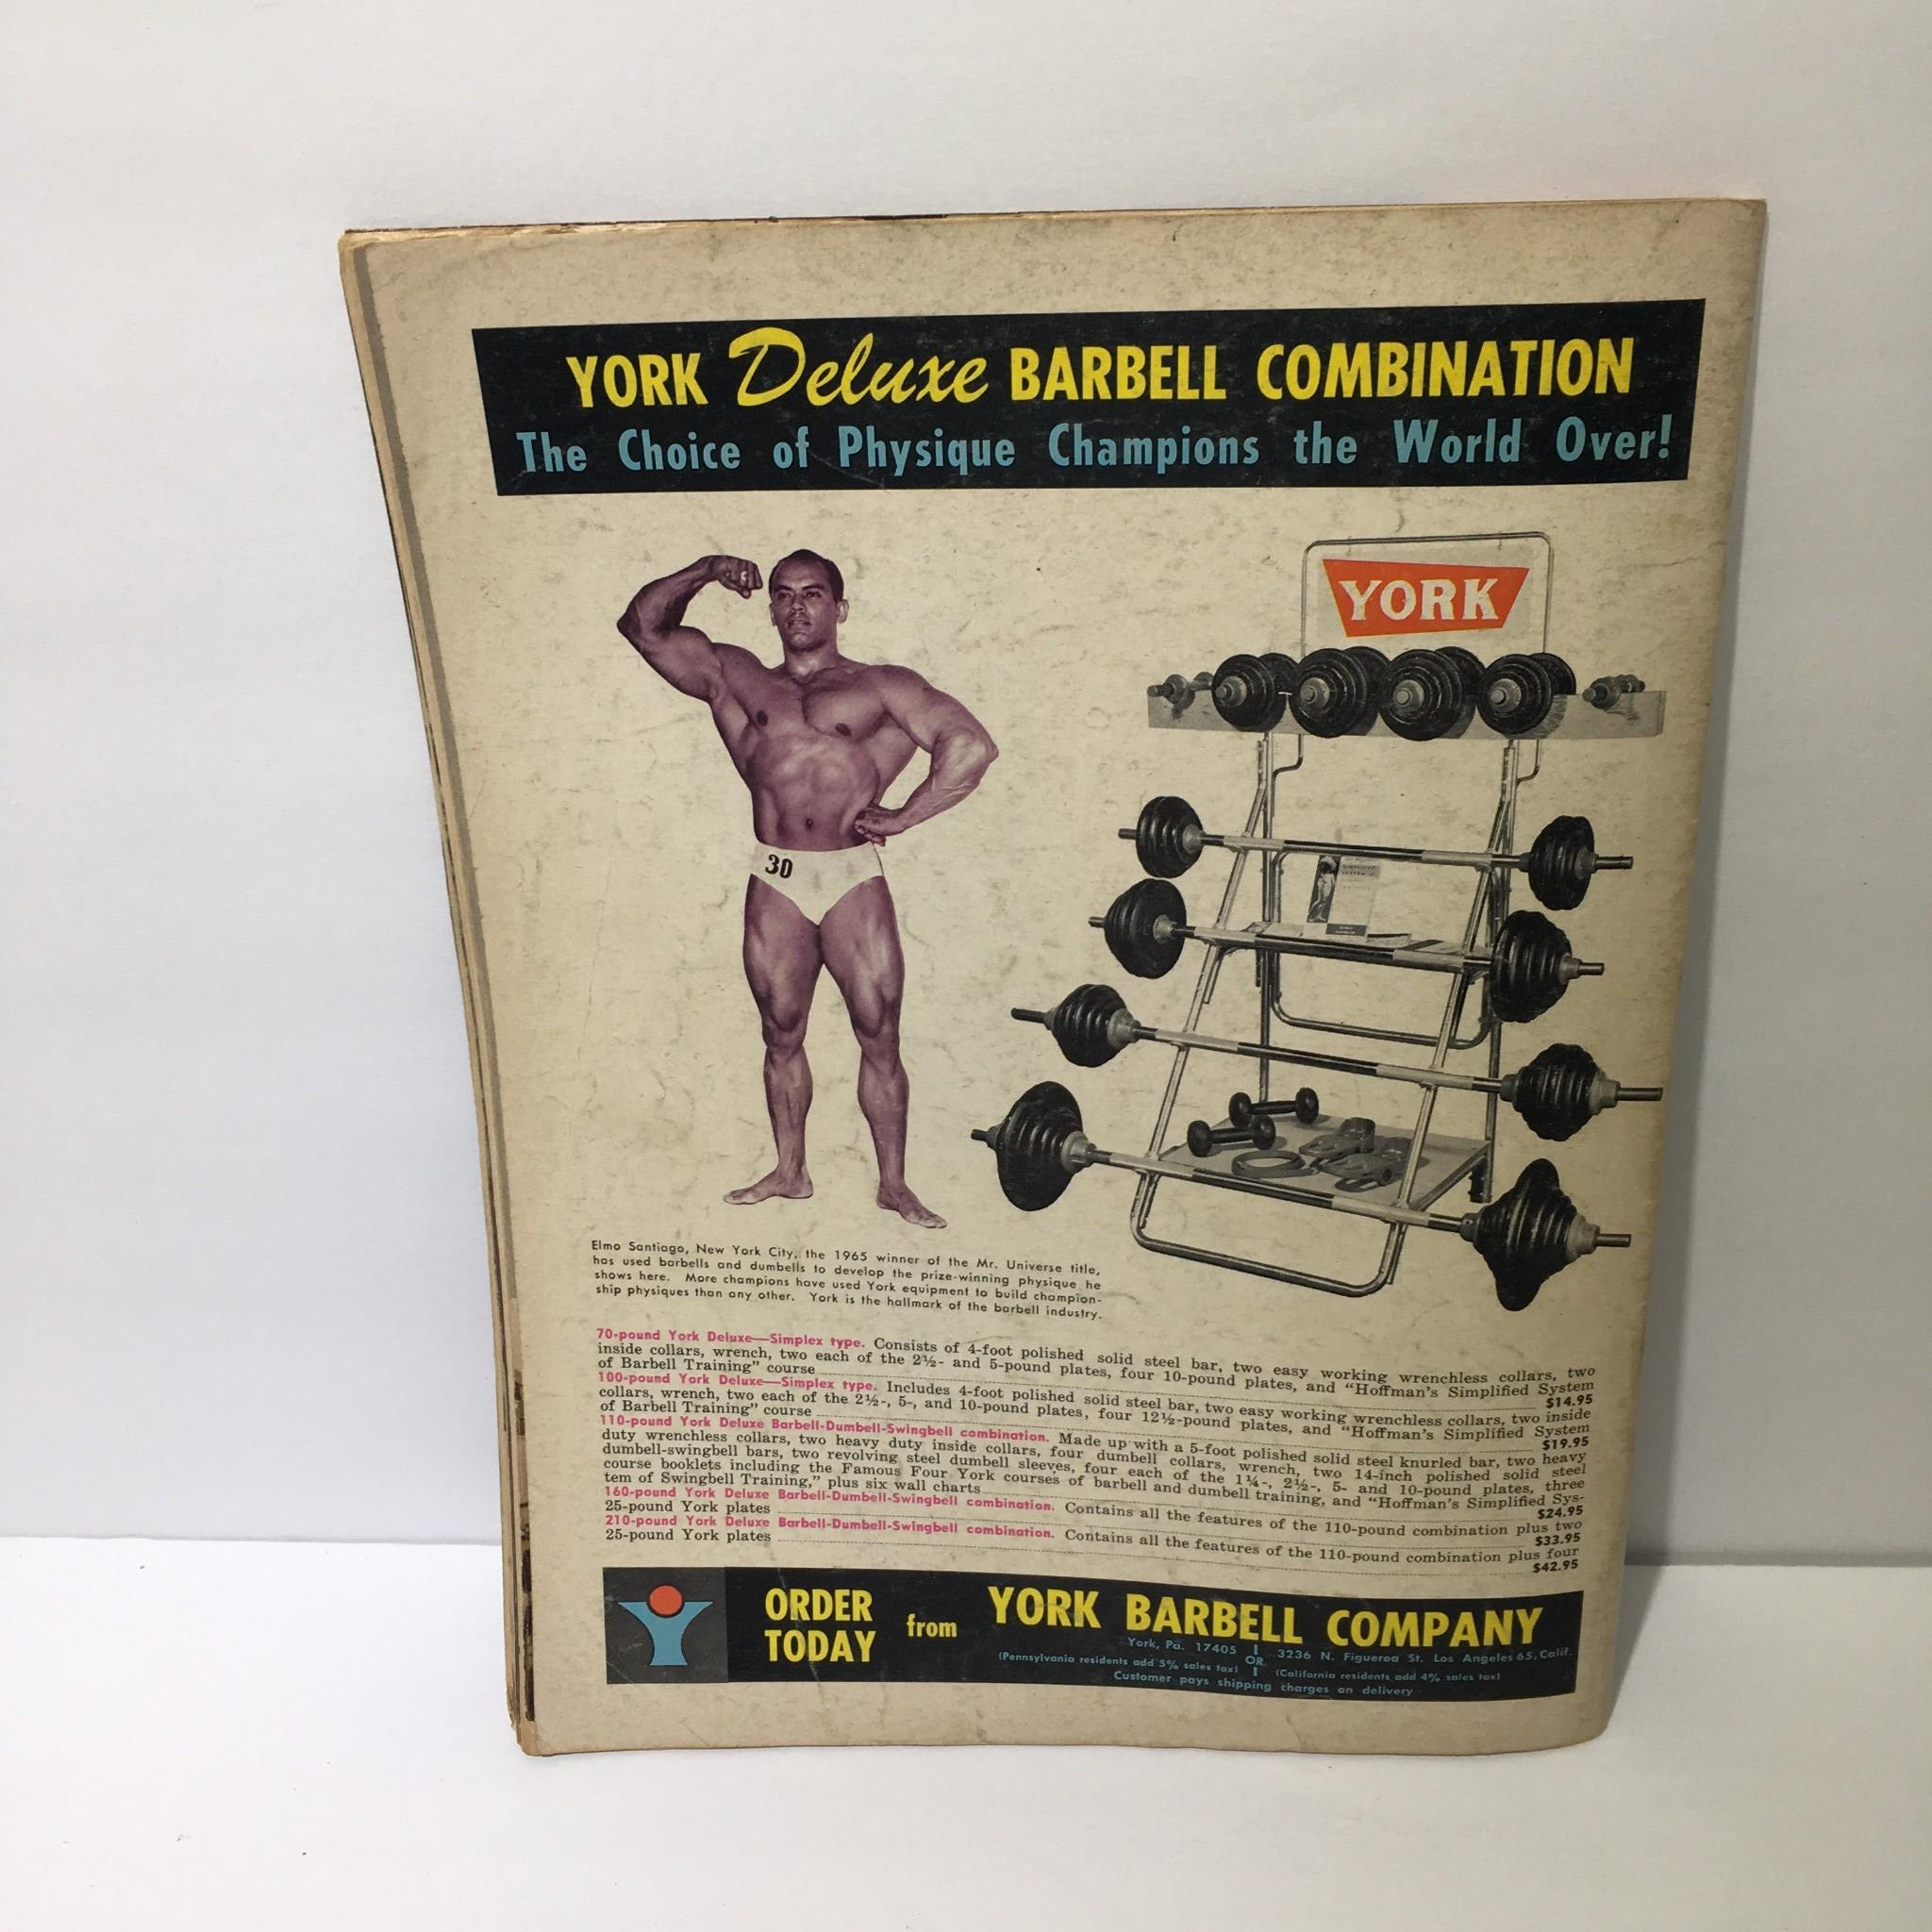 YORK Deluxe BARBELL COMBINATION
The Choice of Physique Champions the World Over!
YORK
30
Elmo Santiago, New York City, the 1965 winner of the Mr. Universe title,
has used barbells and dumbells to develop the prize-winning physique he
shows here. More champions have used York equipment to build champion-
ship physiques than any other. York is the hallmark of the barbell industry.
70-pound York Deluxe—Simplex type. Consists of 4-foot polished solid steel bar, two easy working wrenchless collars, two
inside collars, wrench, two each of the 2½- and 5-pound plates, four 10-pound plates, and "Hoffman's Simplified System
of Barbell Training" course $14.95
100-pound York Deluxe—Simplex type. Includes 4-foot polished solid steel bar, two easy working wrenchless collars, two inside
collars, wrench, two each of the 2½-, 5-, and 10-pound plates, four 12½-pound plates, and "Hoffman's Simplified System
of Barbell Training" course $19.95
110-pound York Deluxe Barbell-Dumbell-Swingbell combination. Made up with a 5-foot polished solid steel knurled bar, two heavy
duty wrenchless collars, two heavy duty inside collars, four dumbell collars, wrench, two 14-inch polished solid steel
dumbell-swingbell bars, two revolving steel dumbell sleeves, four each of the 1¼-, 2½-, 5- and 10-pound plates, three
course booklets including the Famous Four York courses of barbell and dumbell training, and "Hoffman's Simplified Sys-
tem of Swingbell Training," plus six wall charts $24.95
160-pound York Deluxe Barbell-Dumbell-Swingbell combination. Contains all the features of the 110-pound combination plus two
25-pound York plates $33.95
210-pound York Deluxe Barbell-Dumbell-Swingbell combination. Contains all the features of the 110-pound combination plus four
25-pound York plates $42.95
ORDER TODAY from YORK BARBELL COMPANY
York, Pa. 17405 OR 3236 N. Figueroa St. Los Angeles 65, Calif.
(Pennsylvania residents add 5% sales tax) (California residents add 4% sales tax)
Customer pays shipping charges on delivery